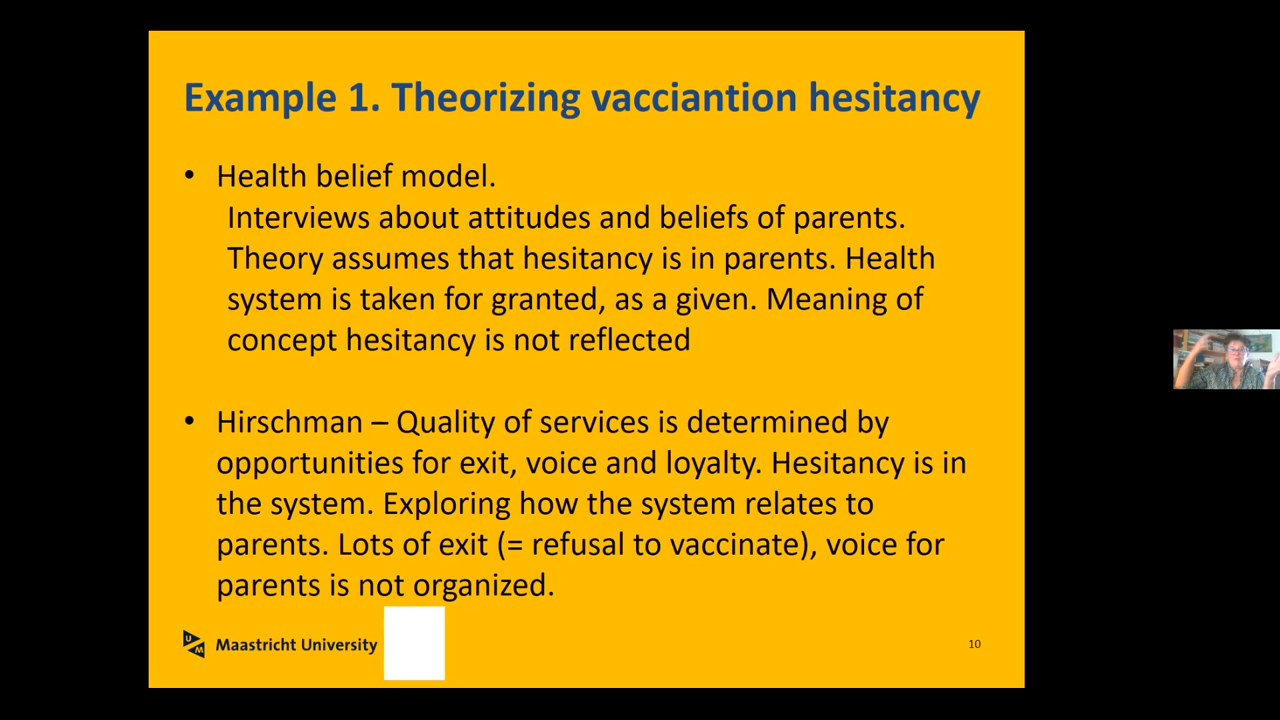 Example 1. Theorizing vacciantion hesitancy
• Health belief model.
Interviews about attitudes and beliefs of parents.
Theory assumes that hesitancy is in parents. Health
system is taken for granted, as a given. Meaning of
concept hesitancy is not reflected
• Hirschman – Quality of services is determined by
opportunities for exit, voice and loyalty. Hesitancy is in
the system. Exploring how the system relates to
parents. Lots of exit (= refusal to vaccinate), voice for
parents is not organized.
UM Maastricht University
10